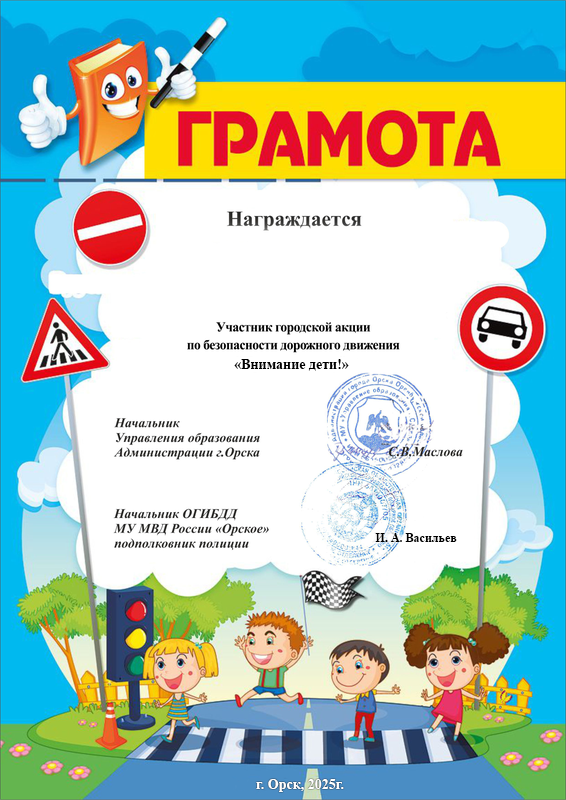 ГРАМОТА
Награждается
Участник городской акции
по безопасности дорожного движения
«Внимание дети!»
Начальник
Управления образования
Администрации г.Орска
С.В.Маслова
Начальник ОГИБДД
МУ МВД России «Орское»
подполковник полиции
И. А. Васильев
г. Орск, 2025г.